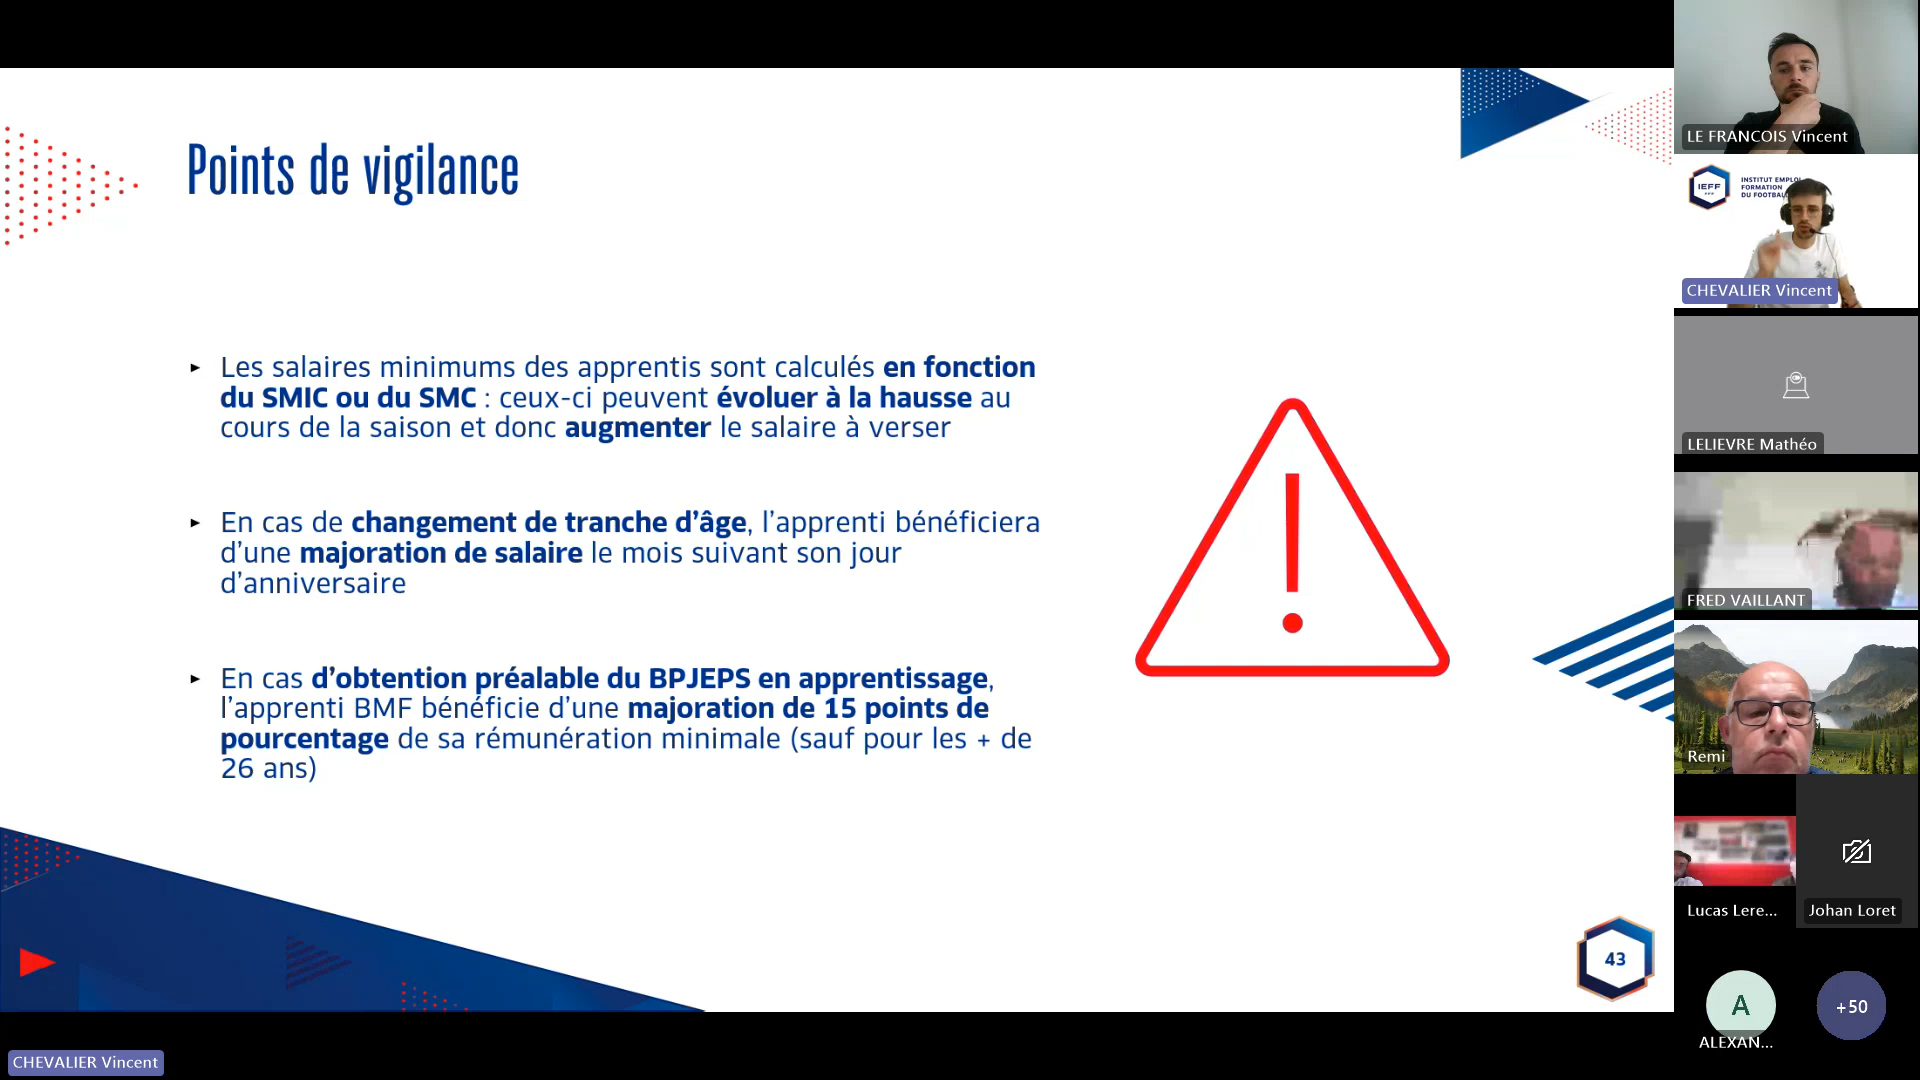 Points de vigilance
▸ Les salaires minimums des apprentis sont calculés en fonction
du SMIC ou du SMC : ceux-ci peuvent évoluer à la hausse au
cours de la saison et donc augmenter le salaire à verser
▸ En cas de changement de tranche d’âge, l’apprenti bénéficiera
d’une majoration de salaire le mois suivant son jour
d’anniversaire
▸ En cas d’obtention préalable du BPJEPS en apprentissage,
l’apprenti BMF bénéficie d’une majoration de 15 points de
pourcentage de sa rémunération minimale (sauf pour les + de
26 ans)
43
CHEVALIER Vincent
LE FRANCOIS Vincent
IEFF
INSTITUT EMPLOI
FORMATION
DU FOOTBAL
CHEVALIER Vincent
LELIEVRE Mathéo
FRED VAILLANT
Remi
Lucas Lere...
Johan Loret
A
ALEXAN...
+50